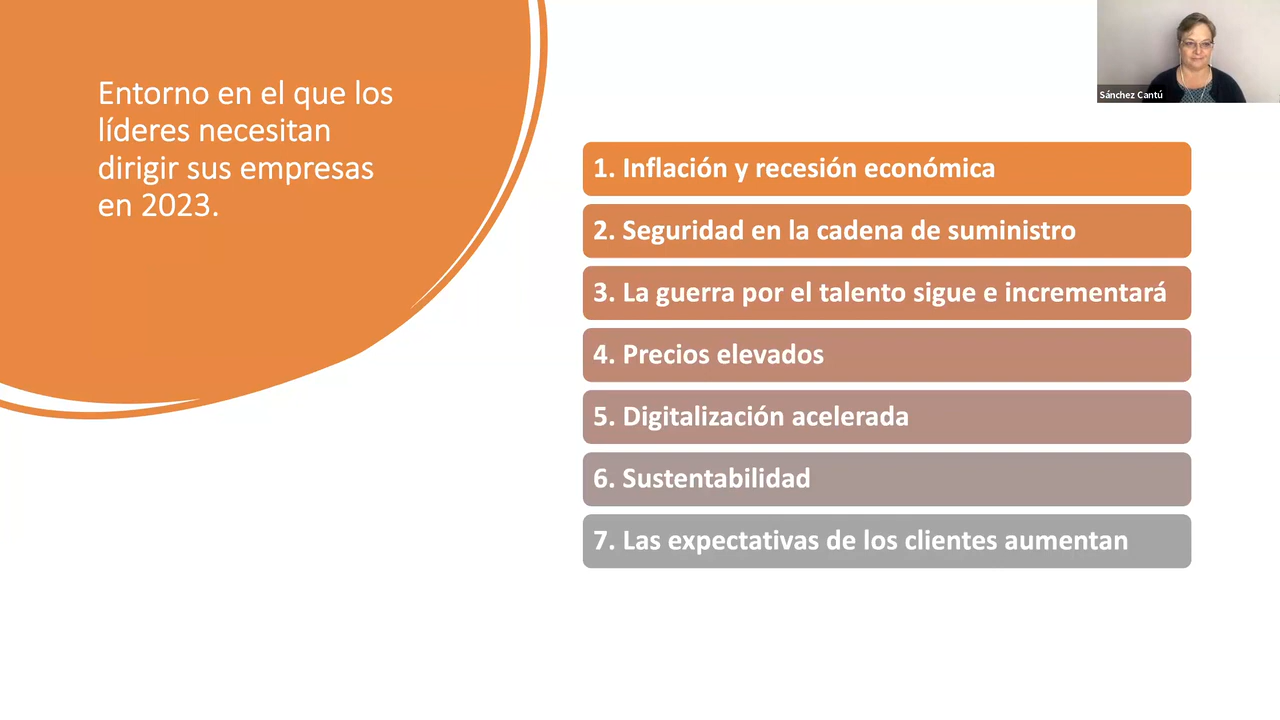 Entorno en el que los
líderes necesitan
dirigir sus empresas
en 2023.
Sánchez Cantú
1. Inflación y recesión económica
2. Seguridad en la cadena de suministro
3. La guerra por el talento sigue e incrementará
4. Precios elevados
5. Digitalización acelerada
6. Sustentabilidad
7. Las expectativas de los clientes aumentan